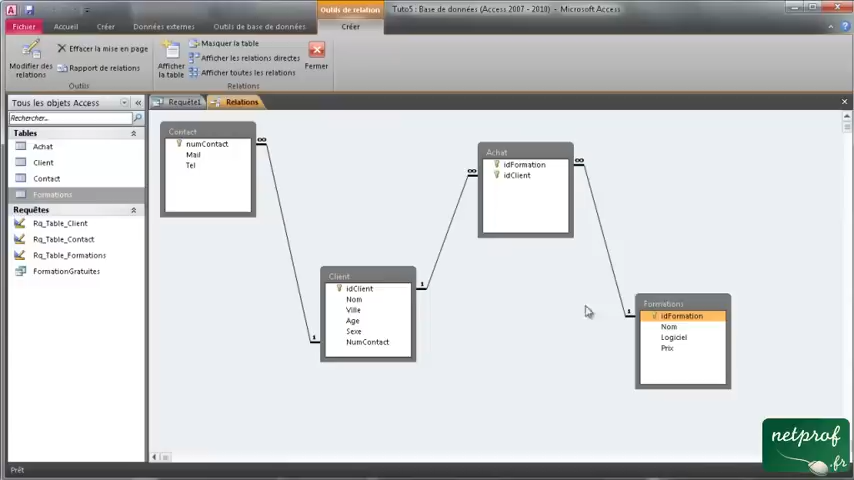 Outils de relation
Tuto5 : Base de données (Access 2007 - 2010) - Microsoft Access
Fichier
Accueil
Créer
Données externes
Outils de base de données
Créer
Modifier des relations
Effacer la mise en page
Rapport de relations
Outils
Afficher la table
Masquer la table
Afficher les relations directes
Afficher toutes les relations
Relations
Fermer
Tous les objets Access
Rechercher...
Tables
Achat
Client
Contact
Formations
Requêtes
Rq_Table_Client
Rq_Table_Contact
Rq_Table_Formations
FormationGratuites
Requête1
Relations
Contact
numContact
Mail
Tel
∞
1
Client
idClient
Nom
Ville
Age
Sexe
NumContact
1
∞
Achat
idFormation
idClient
∞
1
Formations
idFormation
Nom
Logiciel
Prix
Prêt
netprof
.fr